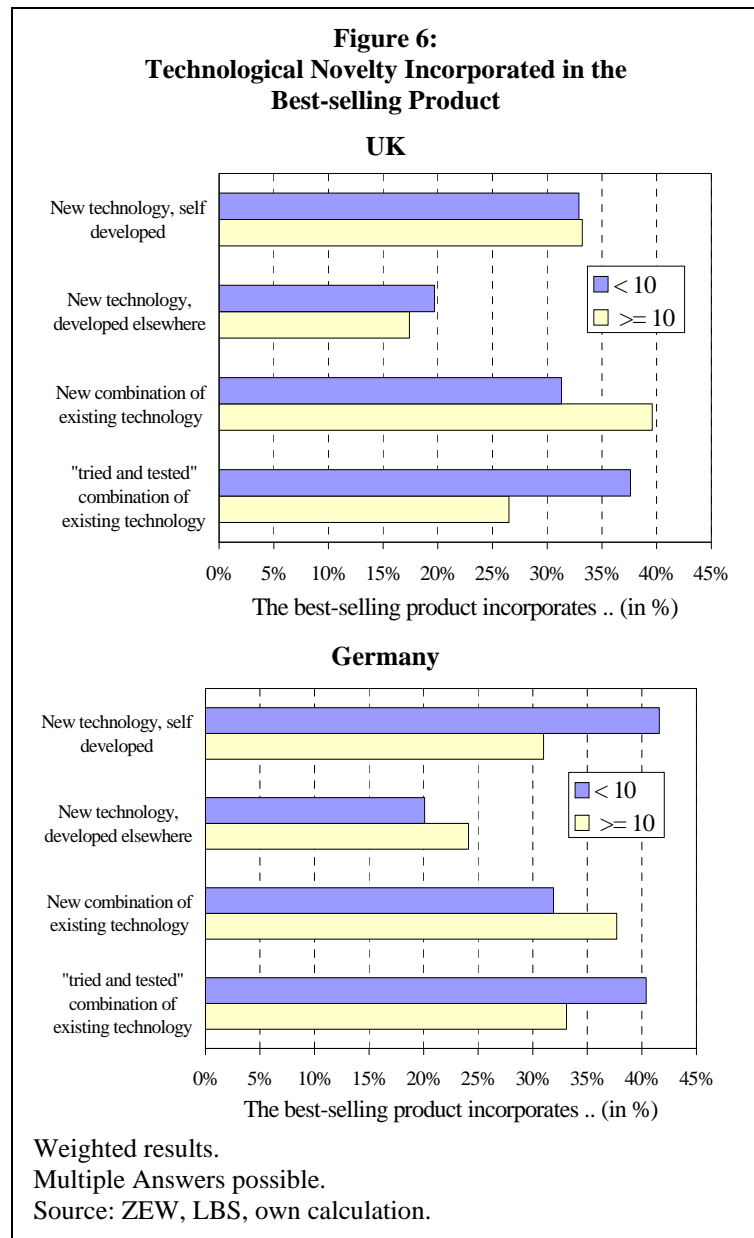 Figure 6:
Technological Novelty Incorporated in the
Best-selling Product
UK
New technology, self
developed
New technology,
developed elsewhere
New combination of
existing technology
"tried and tested"
combination of
existing technology
< 10
>= 10
0% 5% 10% 15% 20% 25% 30% 35% 40% 45%
The best-selling product incorporates .. (in %)
Germany
New technology, self
developed
New technology,
developed elsewhere
New combination of
existing technology
"tried and tested"
combination of
existing technology
< 10
>= 10
0% 5% 10% 15% 20% 25% 30% 35% 40% 45%
The best-selling product incorporates .. (in %)
Weighted results.
Multiple Answers possible.
Source: ZEW, LBS, own calculation.